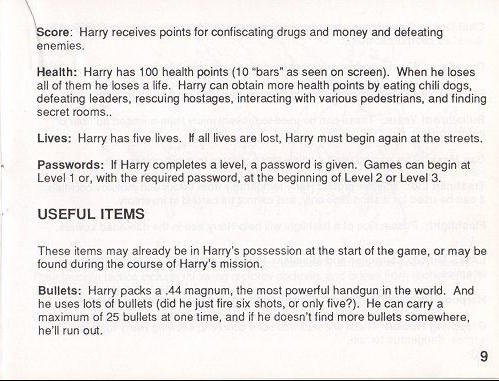 Score: Harry receives points for confiscating drugs and money and defeating
enemies.
Health: Harry has 100 health points (10 "bars" as seen on screen). When he loses
all of them he loses a life. Harry can obtain more health points by eating chili dogs,
defeating leaders, rescuing hostages, interacting with various pedestrians, and finding
secret rooms..
Lives: Harry has five lives. If all lives are lost, Harry must begin again at the streets.
Passwords: If Harry completes a level, a password is given. Games can begin at
Level 1 or, with the required password, at the beginning of Level 2 or Level 3.
USEFUL ITEMS
These items may already be in Harry's possession at the start of the game, or may be
found during the course of Harry's mission.
Bullets: Harry packs a .44 magnum, the most powerful handgun in the world. And
he uses lots of bullets (did he just fire six shots, or only five?). He can carry a
maximum of 25 bullets at one time, and if he doesn't find more bullets somewhere,
he'll run out.
9